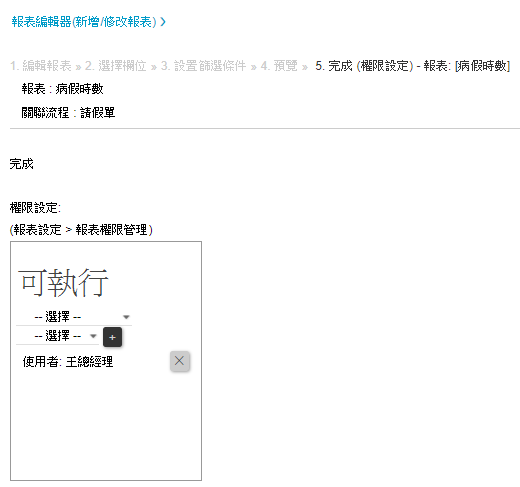 報表編輯器(新增/修改報表)
1. 編輯報表 » 2. 選擇欄位 » 3. 設置篩選條件 » 4. 預覽 » 5. 完成 (權限設定) - 報表: [病假時數]
報表 : 病假時數
關聯流程 : 請假單
完成
權限設定:
(報表設定 > 報表權限管理)
可執行
-- 選擇 --
-- 選擇 -- +
使用者: 王總經理